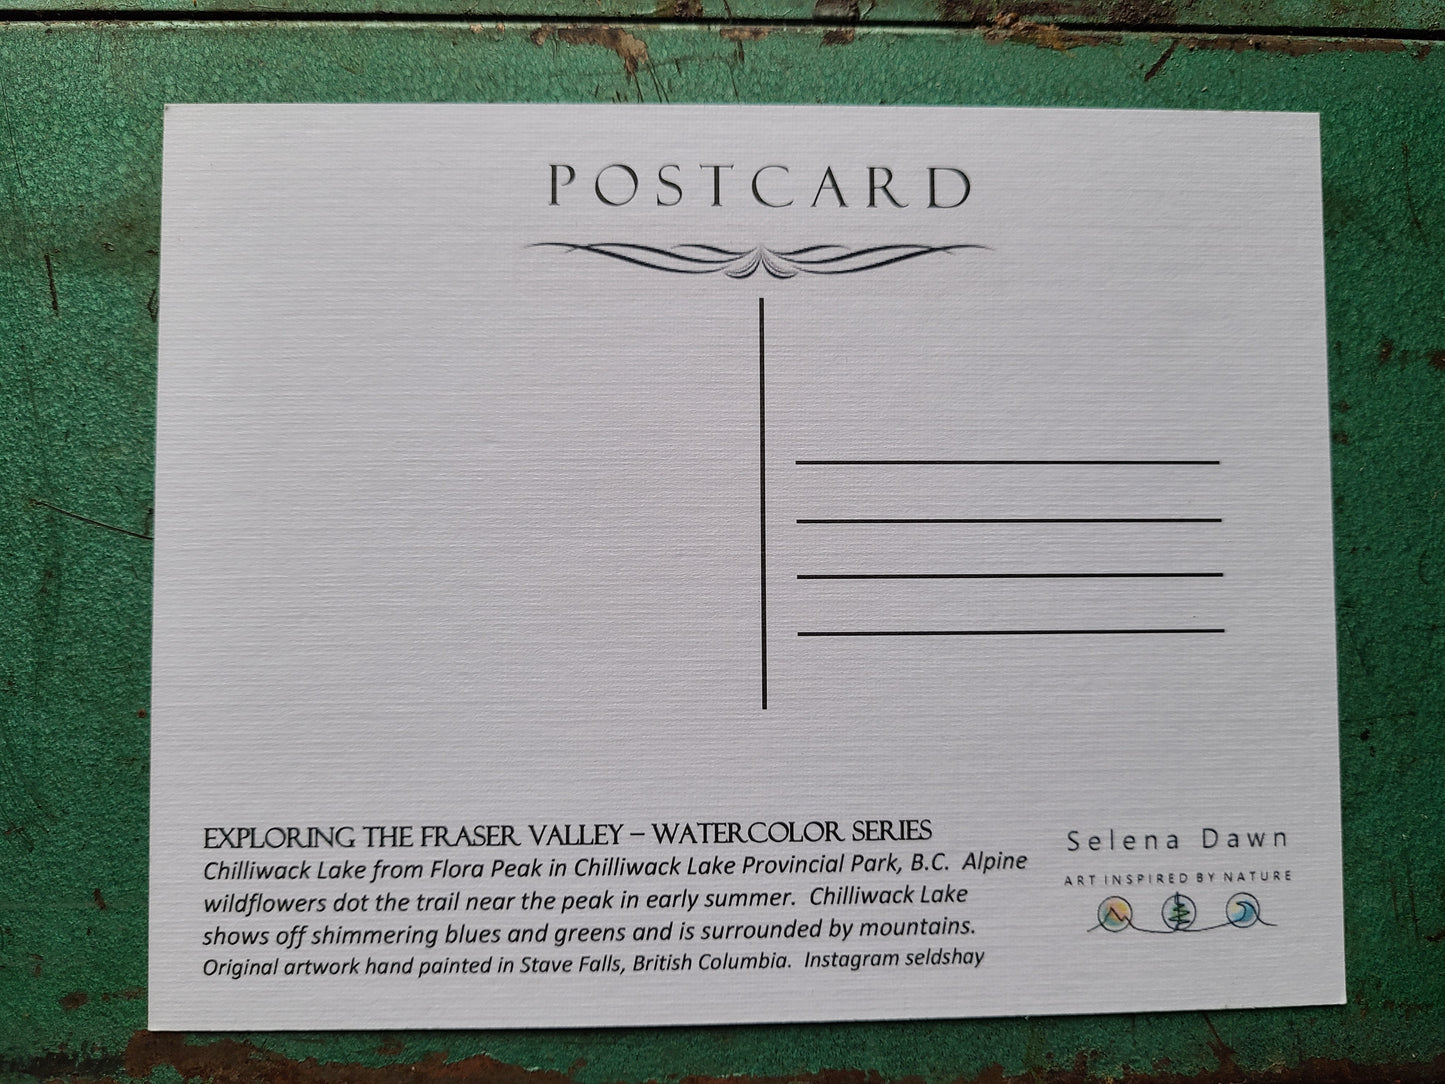 POSTCARD
EXPLORING THE FRASER VALLEY – WATERCOLOR SERIES
Chilliwack Lake from Flora Peak in Chilliwack Lake Provincial Park, B.C.  Alpine
wildflowers dot the trail near the peak in early summer.  Chilliwack Lake
shows off shimmering blues and greens and is surrounded by mountains.
Original artwork hand painted in Stave Falls, British Columbia.  Instagram seldshay
Selena Dawn
ART INSPIRED BY NATURE